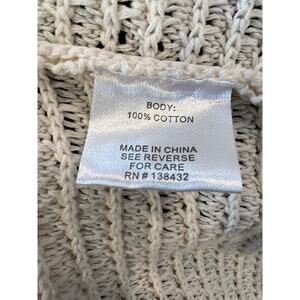 BODY:
100% COTTON
MADE IN CHINA
SEE REVERSE
FOR CARE
RN # 138432